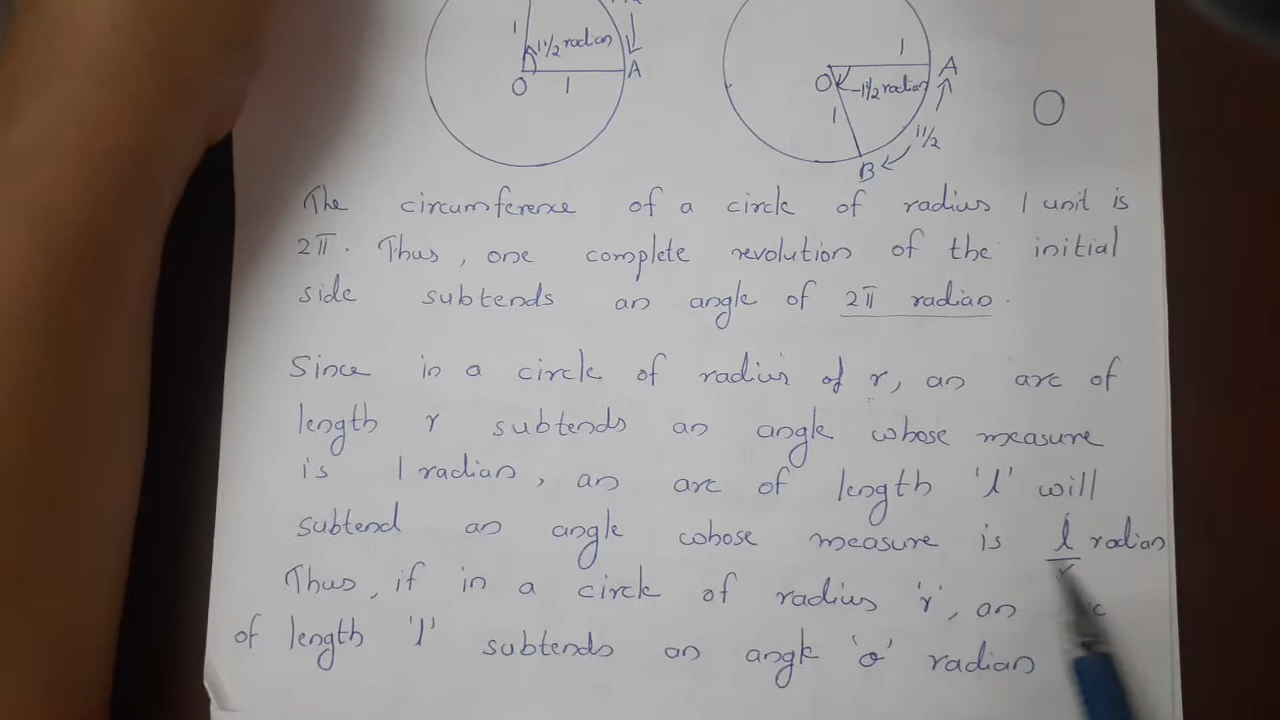 1
1½ radian
O
1
A
1
O
-1½ radian
A
1
1½
B
O
The circumference of a circle of radius 1 unit is
2π. Thus, one complete revolution of the initial
side subtends an angle of 2π radian.
Since in a circle of radius of r, an arc of
length r subtends an angle whose measure
is 1 radian, an arc of length 'l' will
subtend an angle whose measure is l/r radian
Thus, if in a circle of radius 'r', an
of length 'l' subtends an angle 'θ' radian